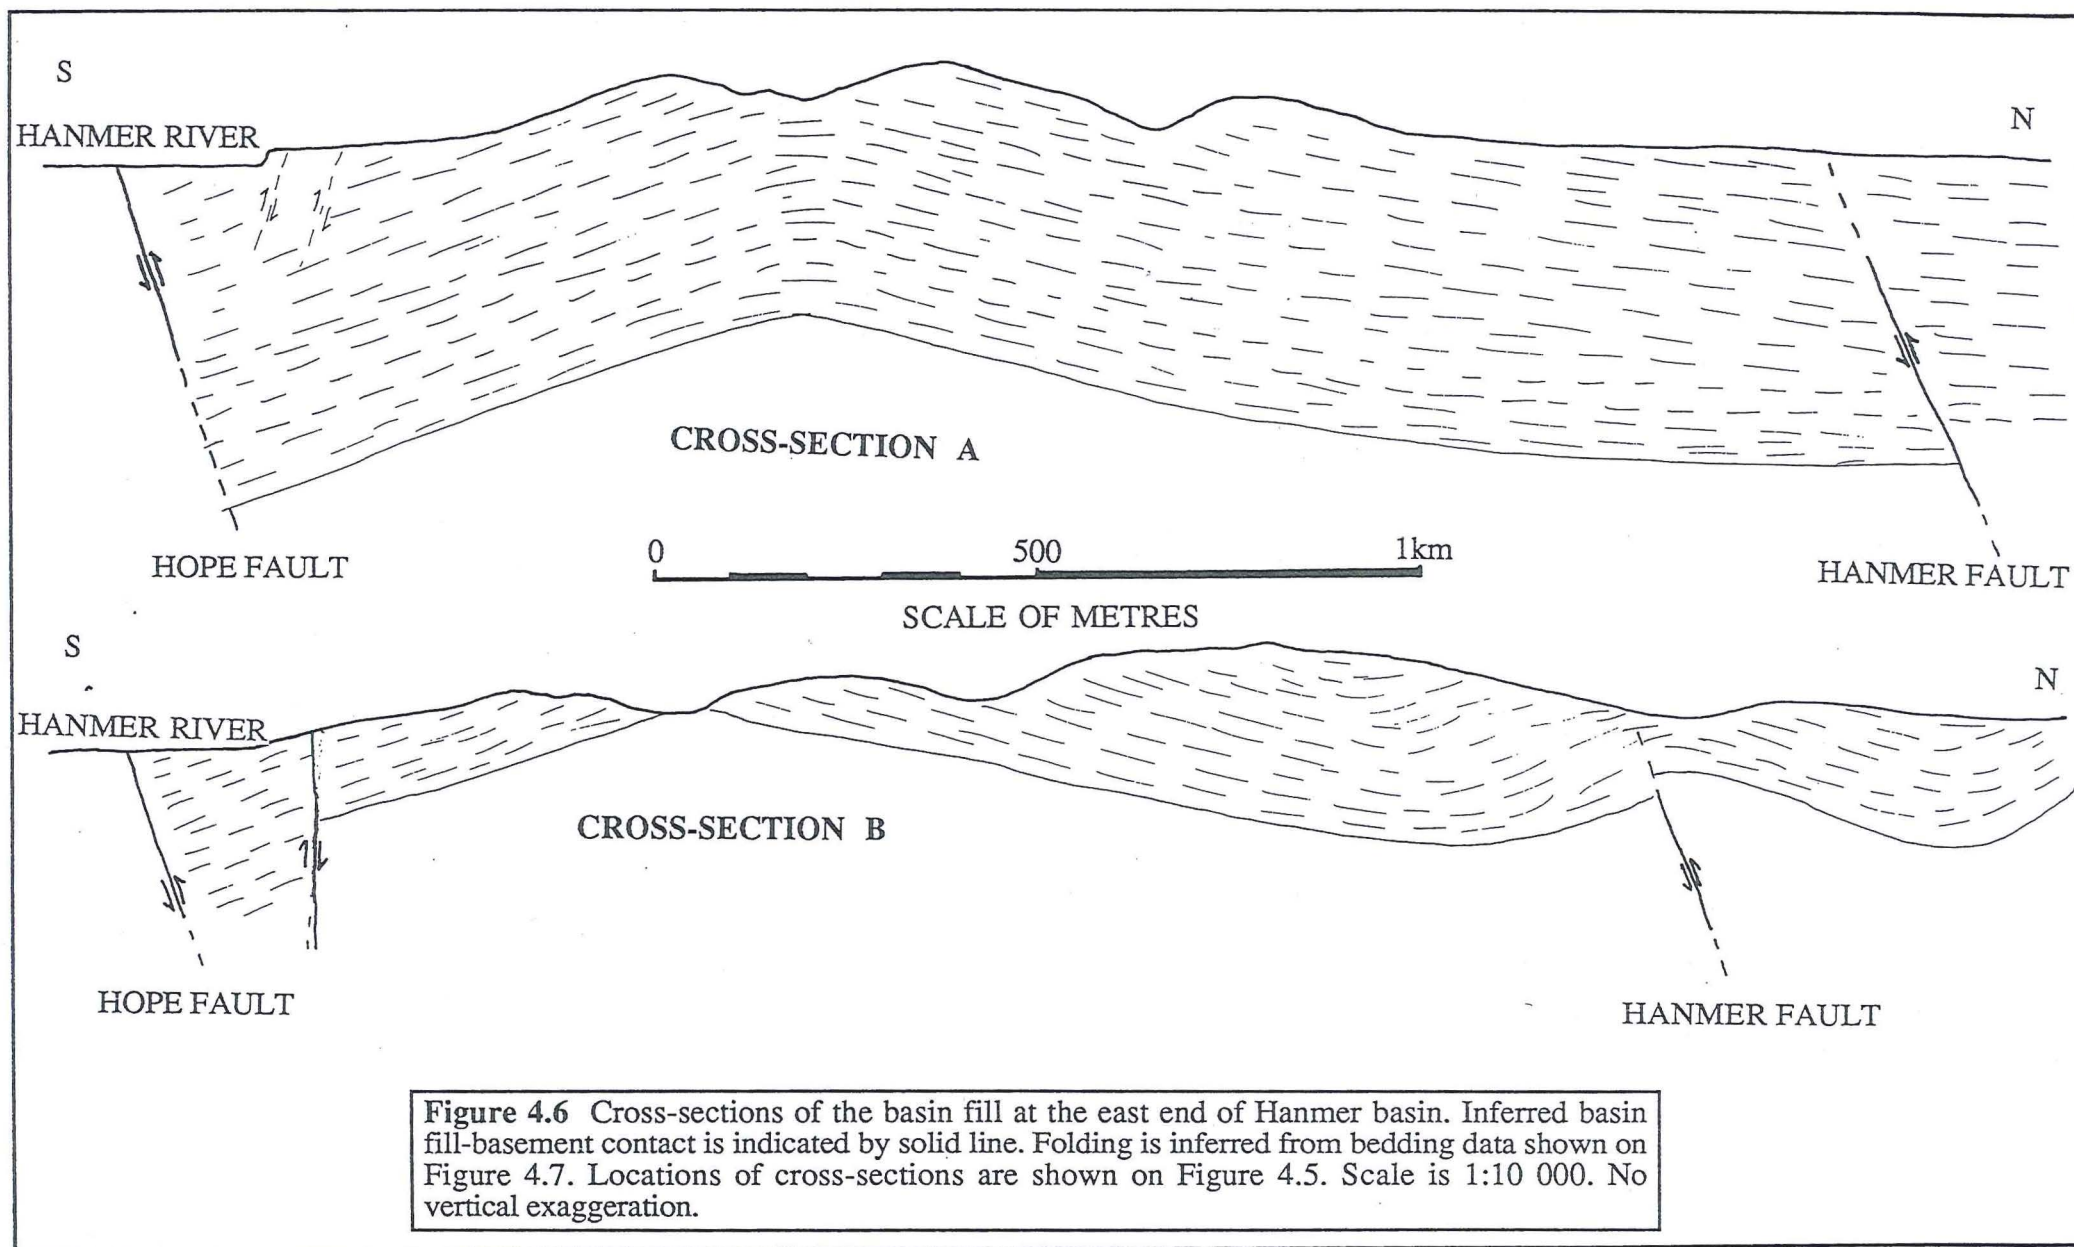 S
N
HANMER RIVER
CROSS-SECTION A
HOPE FAULT
0 500 1km
HANMER FAULT
SCALE OF METRES
S
N
HANMER RIVER
CROSS-SECTION B
HOPE FAULT
HANMER FAULT
Figure 4.6 Cross-sections of the basin fill at the east end of Hanmer basin. Inferred basin
fill-basement contact is indicated by solid line. Folding is inferred from bedding data shown on
Figure 4.7. Locations of cross-sections are shown on Figure 4.5. Scale is 1:10 000. No
vertical exaggeration.